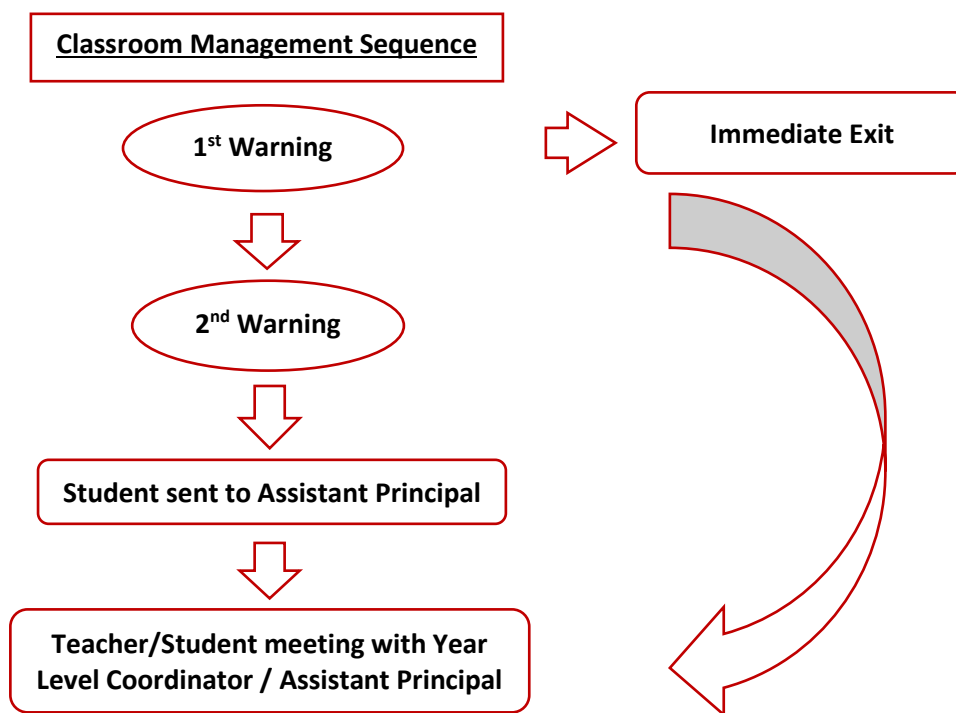 Classroom Management Sequence
1st Warning
Immediate Exit
2nd Warning
Student sent to Assistant Principal
Teacher/Student meeting with Year
Level Coordinator / Assistant Principal